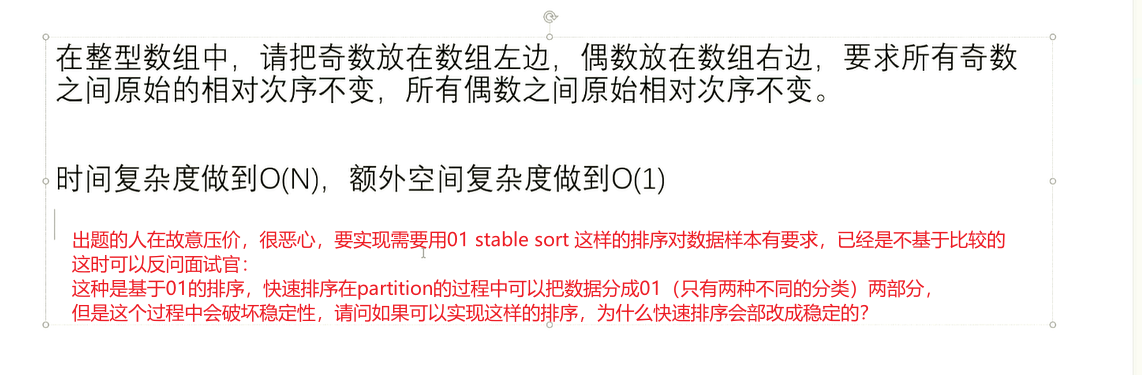 在整型数组中，请把奇数放在数组左边，偶数放在数组右边，要求所有奇数
之间原始的相对次序不变，所有偶数之间原始相对次序不变。
时间复杂度做到O(N)，额外空间复杂度做到O(1)
出题的人在故意压价，很恶心，要实现需要用01 stable sort 这样的排序对数据样本有要求，已经是不基于比较的
这时可以反问面试官：
这种是基于01的排序，快速排序在partition的过程中可以把数据分成01（只有两种不同的分类）两部分，
但是这个过程中会破坏稳定性，请问如果可以实现这样的排序，为什么快速排序会部改成稳定的？